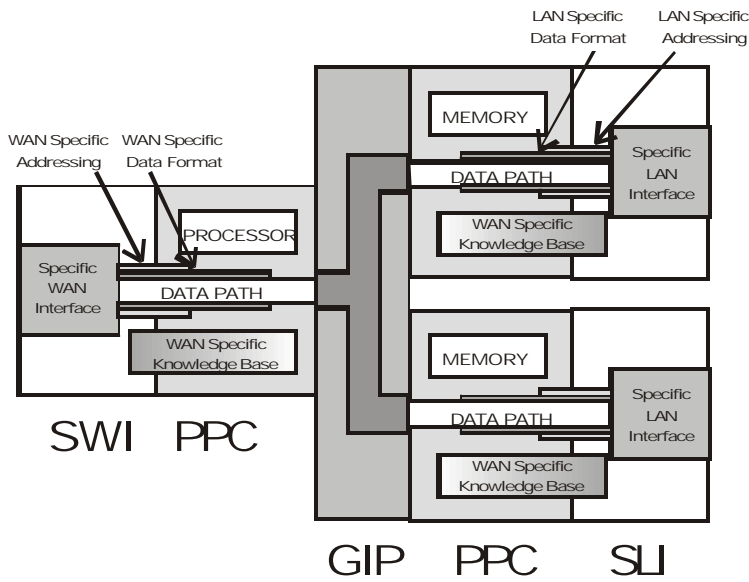 LAN Specific
Data Format
LAN Specific
Addressing
WAN Specific
Addressing
WAN Specific
Data Format
MEMORY
DATA PATH
Specific
LAN
Interface
WAN Specific
Knowledge Base
PROCESSOR
Specific
WAN
Interface
DATA PATH
WAN Specific
Knowledge Base
MEMORY
DATA PATH
Specific
LAN
Interface
WAN Specific
Knowledge Base
SWI PPC
GIP PPC SLI